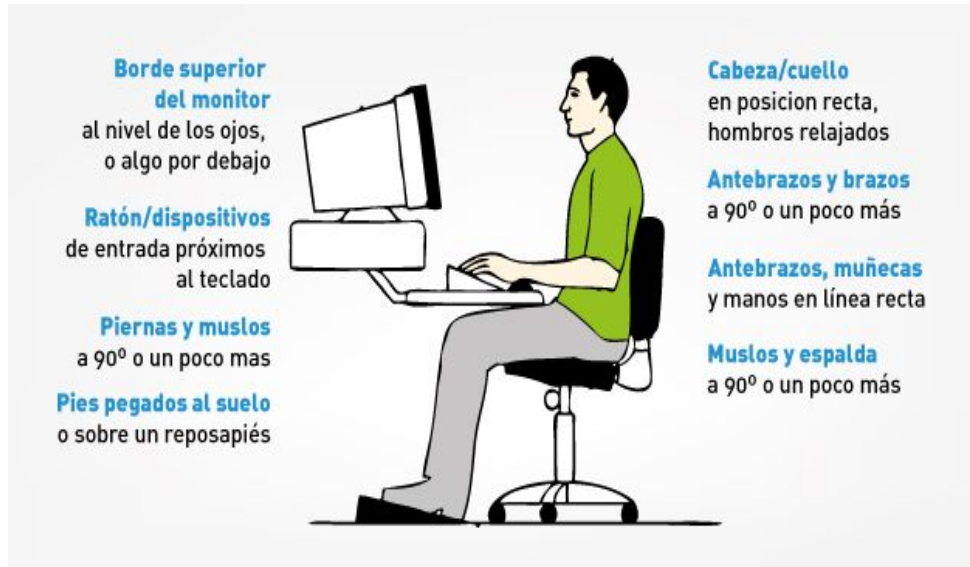 Borde superior
del monitor
al nivel de los ojos,
o algo por debajo
Ratón/dispositivos
de entrada próximos
al teclado
Piernas y muslos
a 90º o un poco mas
Pies pegados al suelo
o sobre un reposapiés
Cabeza/cuello
en posicion recta,
hombros relajados
Antebrazos y brazos
a 90º o un poco más
Antebrazos, muñecas
y manos en línea recta
Muslos y espalda
a 90º o un poco más